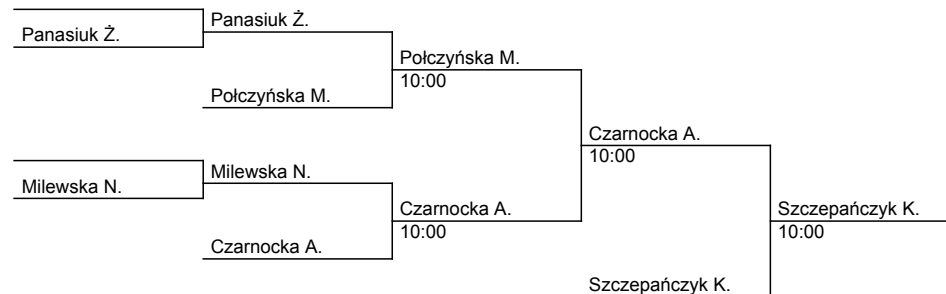 Panasiuk Ż.
Panasiuk Ż.
Połczyńska M.
10:00
Połczyńska M.
Czarnocka A.
10:00
Milewska N.
Milewska N.
Czarnocka A.
10:00
Szczepańczyk K.
10:00
Czarnocka A.
Szczepańczyk K.